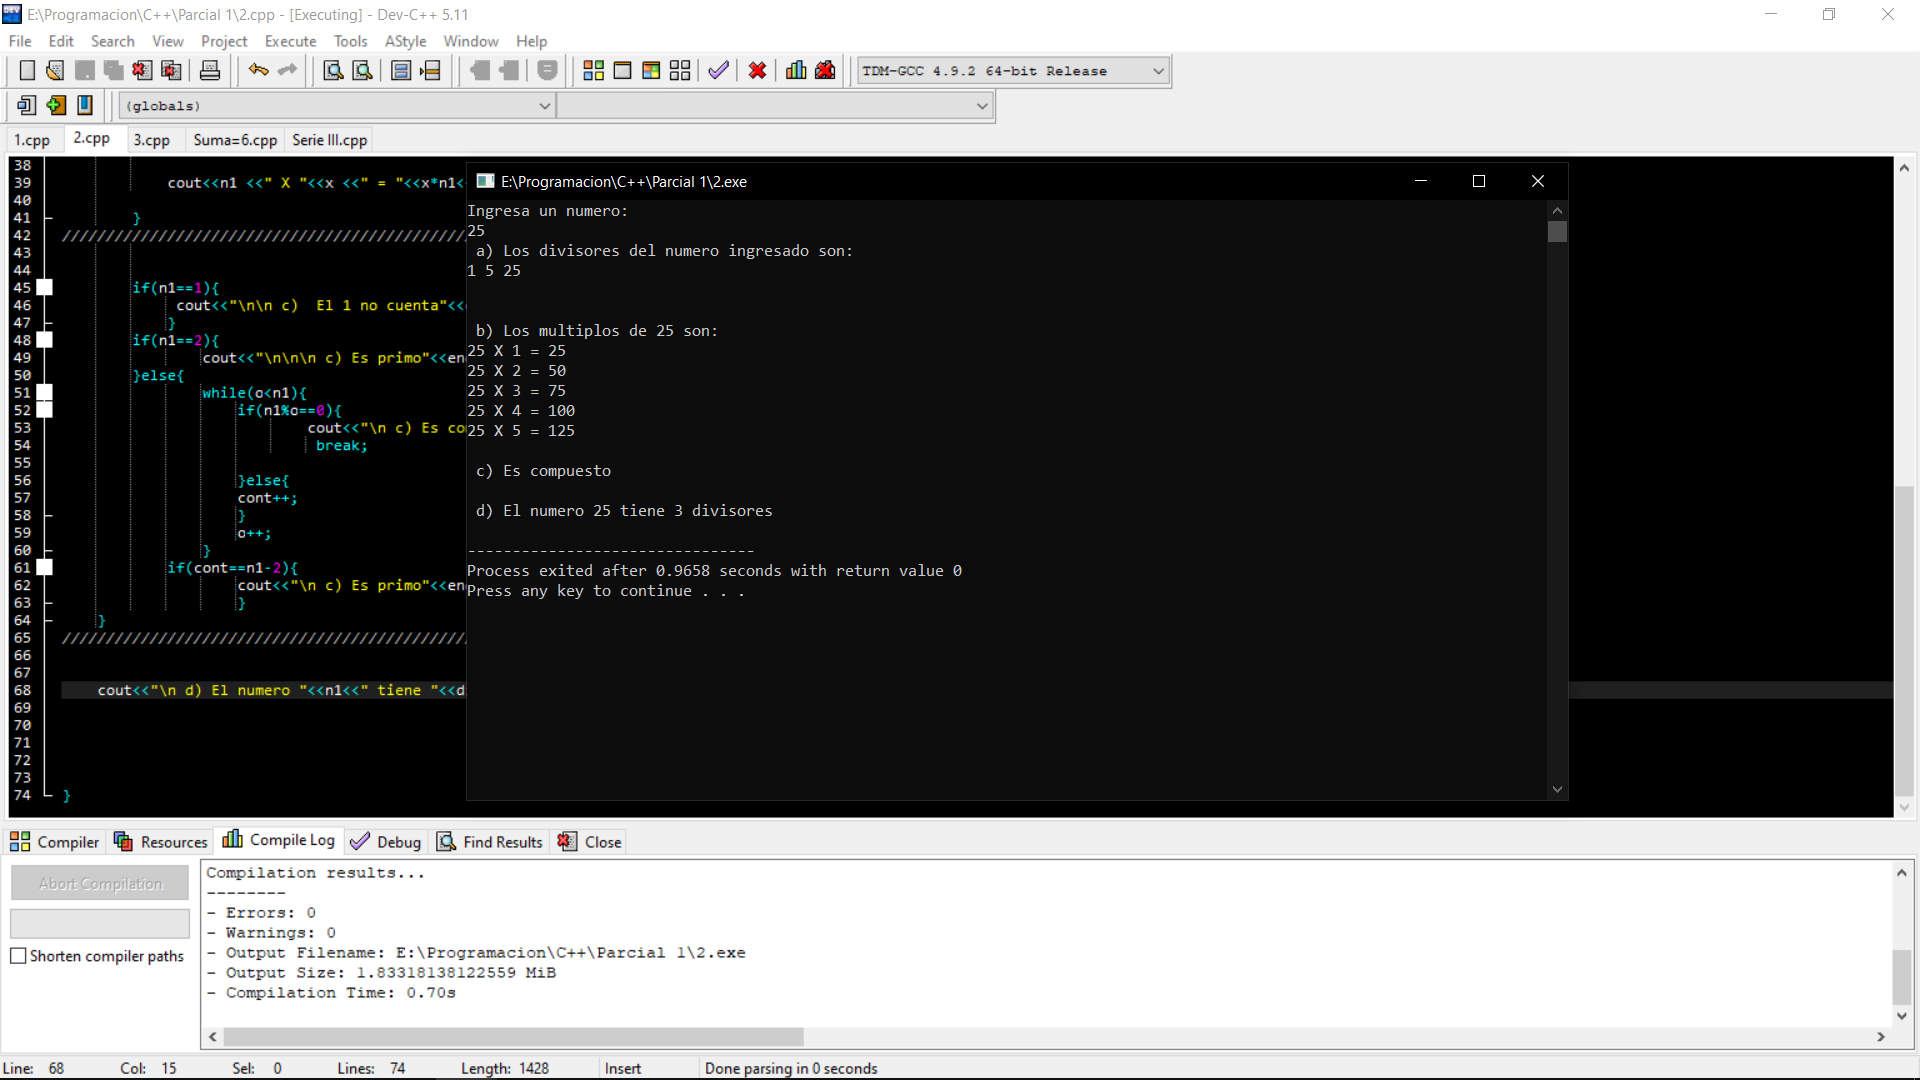 E:\Programacion\C++\Parcial 1\2.cpp - [Executing] - Dev-C++ 5.11
File Edit Search View Project Execute Tools AStyle Window Help
TDM-GCC 4.9.2 64-bit Release
(globals)
1.cpp 2.cpp 3.cpp Suma=6.cpp Serie III.cpp
38
39 cout<<n1 <<" X "<<x <<" = "<<x*n1<
40
41 }
42 //////////////////////////////////////////////
43
44
45 if(n1==1){
46 cout<<"\n\n c)  El 1 no cuenta"<<
47 }
48 if(n1==2){
49 cout<<"\n\n\n c) Es primo"<<en
50 }else{
51 while(o<n1){
52 if(n1%o==0){
53 cout<<"\n c) Es co
54 break;
55
56 }else{
57 cont++;
58 }
59 o++;
60 }
61 if(cont==n1-2){
62 cout<<"\n c) Es primo"<<en
63 }
64 }
65 //////////////////////////////////////////////
66
67
68 cout<<"\n d) El numero "<<n1<<" tiene "<<d
69
70
71
72
73
74 }
E:\Programacion\C++\Parcial 1\2.exe
Ingresa un numero:
25
a) Los divisores del numero ingresado son:
1 5 25
b) Los multiplos de 25 son:
25 X 1 = 25
25 X 2 = 50
25 X 3 = 75
25 X 4 = 100
25 X 5 = 125
c) Es compuesto
d) El numero 25 tiene 3 divisores
--------------------------------
Process exited after 0.9658 seconds with return value 0
Press any key to continue . . .
Compiler Resources Compile Log Debug Find Results Close
Abort Compilation
Shorten compiler paths
Compilation results...
--------
- Errors: 0
- Warnings: 0
- Output Filename: E:\Programacion\C++\Parcial 1\2.exe
- Output Size: 1.83318138122559 MiB
- Compilation Time: 0.70s
Line: 68 Col: 15 Sel: 0 Lines: 74 Length: 1428 Insert Done parsing in 0 seconds